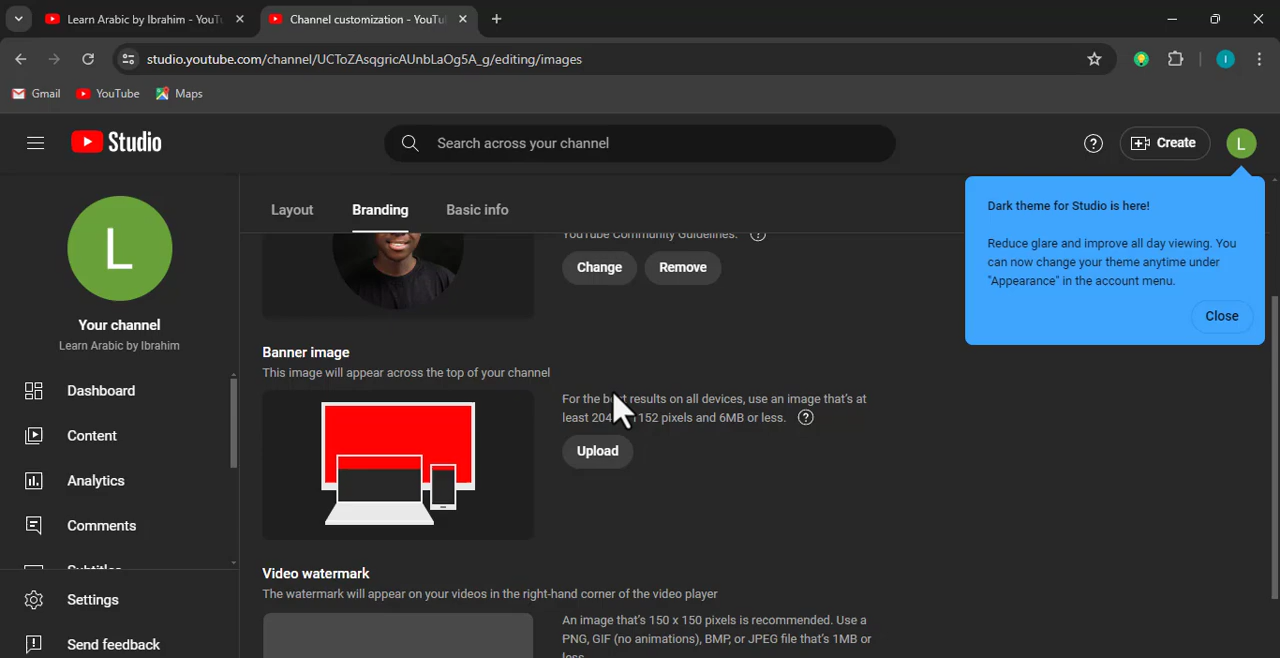 Learn Arabic by Ibrahim - YouTu
Channel customization - YouTu
studio.youtube.com/channel/UCToZAsqgricAUnbLaOg5A_g/editing/images
I
Gmail
YouTube
Maps
Studio
Search across your channel
Create
L
Layout
Branding
Basic info
Dark theme for Studio is here!
Reduce glare and improve all day viewing. You
can now change your theme anytime under
"Appearance" in the account menu.
Close
L
Your channel
Learn Arabic by Ibrahim
Dashboard
Content
Analytics
Comments
Subtitles
Settings
Send feedback
YouTube Community Guidelines.
Change
Remove
Banner image
This image will appear across the top of your channel
For the best results on all devices, use an image that's at
least 204 1152 pixels and 6MB or less.
Upload
Video watermark
The watermark will appear on your videos in the right-hand corner of the video player
An image that's 150 x 150 pixels is recommended. Use a
PNG, GIF (no animations), BMP, or JPEG file that's 1MB or
less.